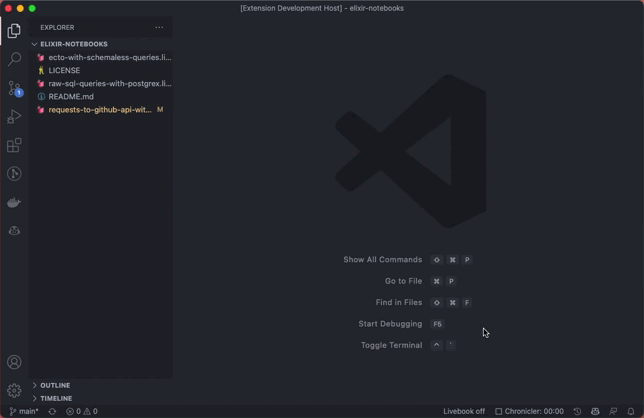 [Extension Development Host] - elixir-notebooks
EXPLORER
ELIXIR-NOTEBOOKS
ecto-with-schemaless-queries.li...
LICENSE
raw-sql-queries-with-postgrex.li...
README.md
requests-to-github-api-wit... M
1
Show All Commands ⇧ ⌘ P
Go to File ⌘ P
Find in Files ⇧ ⌘ F
Start Debugging F5
Toggle Terminal ^ `
OUTLINE
TIMELINE
main* 0 0 Livebook off Chronicler: 00:00